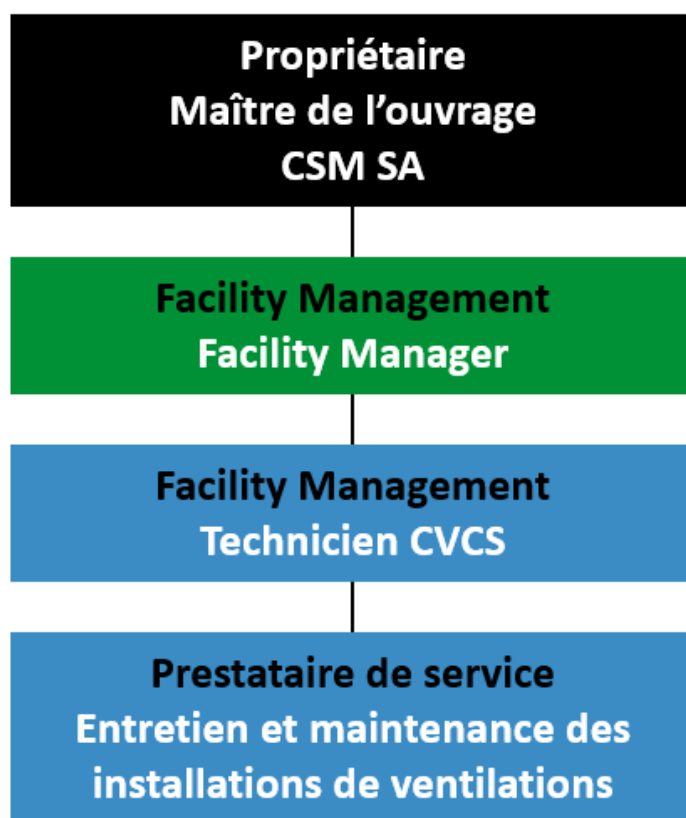 Propriétaire
Maître de l’ouvrage
CSM SA
Facility Management
Facility Manager
Facility Management
Technicien CVCS
Prestataire de service
Entretien et maintenance des
installations de ventilations